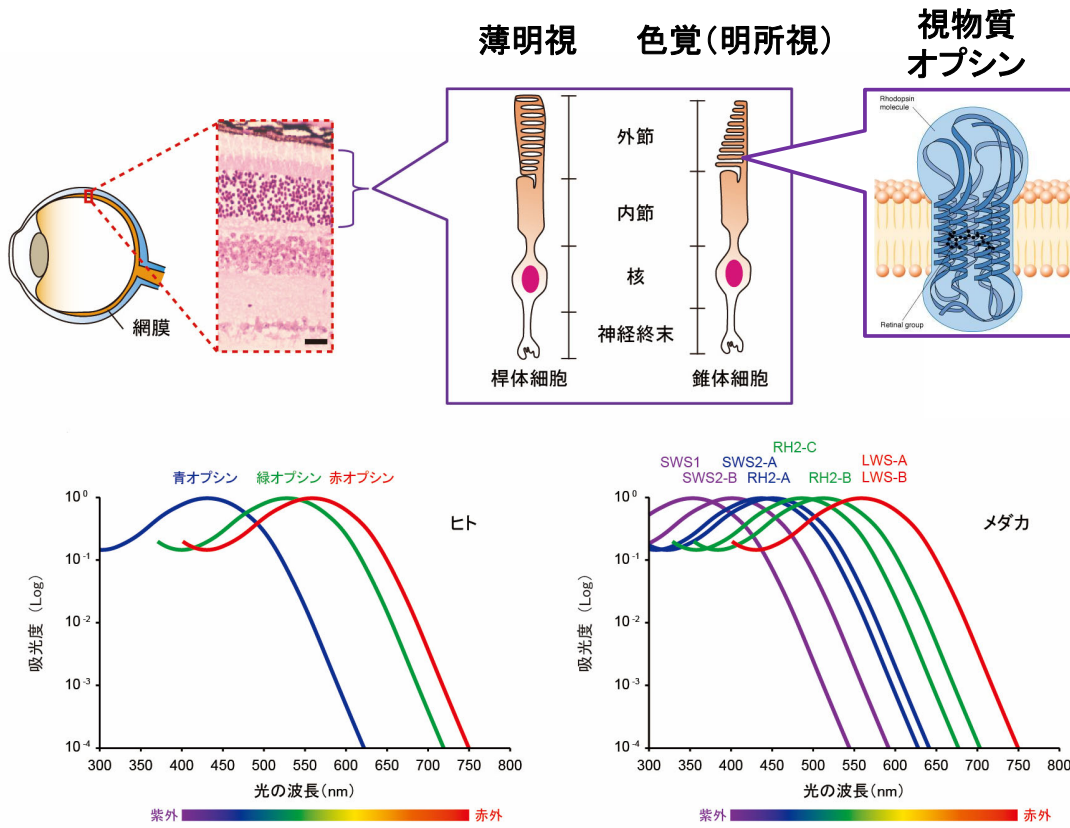 薄明視
色覚(明所視)
視物質
オプシン
Rhodopsin
molecule
外節
内節
核
神経終末
網膜
桿体細胞
錐体細胞
Retinal group
青オプシン
緑オプシン
赤オプシン
ヒト
吸光度 (Log)
10⁰
10⁻¹
10⁻²
10⁻³
10⁻⁴
300 350 400 450 500 550 600 650 700 750 800
光の波長(nm)
紫外
赤外
RH2-C
SWS1 SWS2-A LWS-A
SWS2-B RH2-A RH2-B LWS-B
メダカ
吸光度 (Log)
10⁰
10⁻¹
10⁻²
10⁻³
10⁻⁴
300 350 400 450 500 550 600 650 700 750 800
光の波長(nm)
紫外
赤外